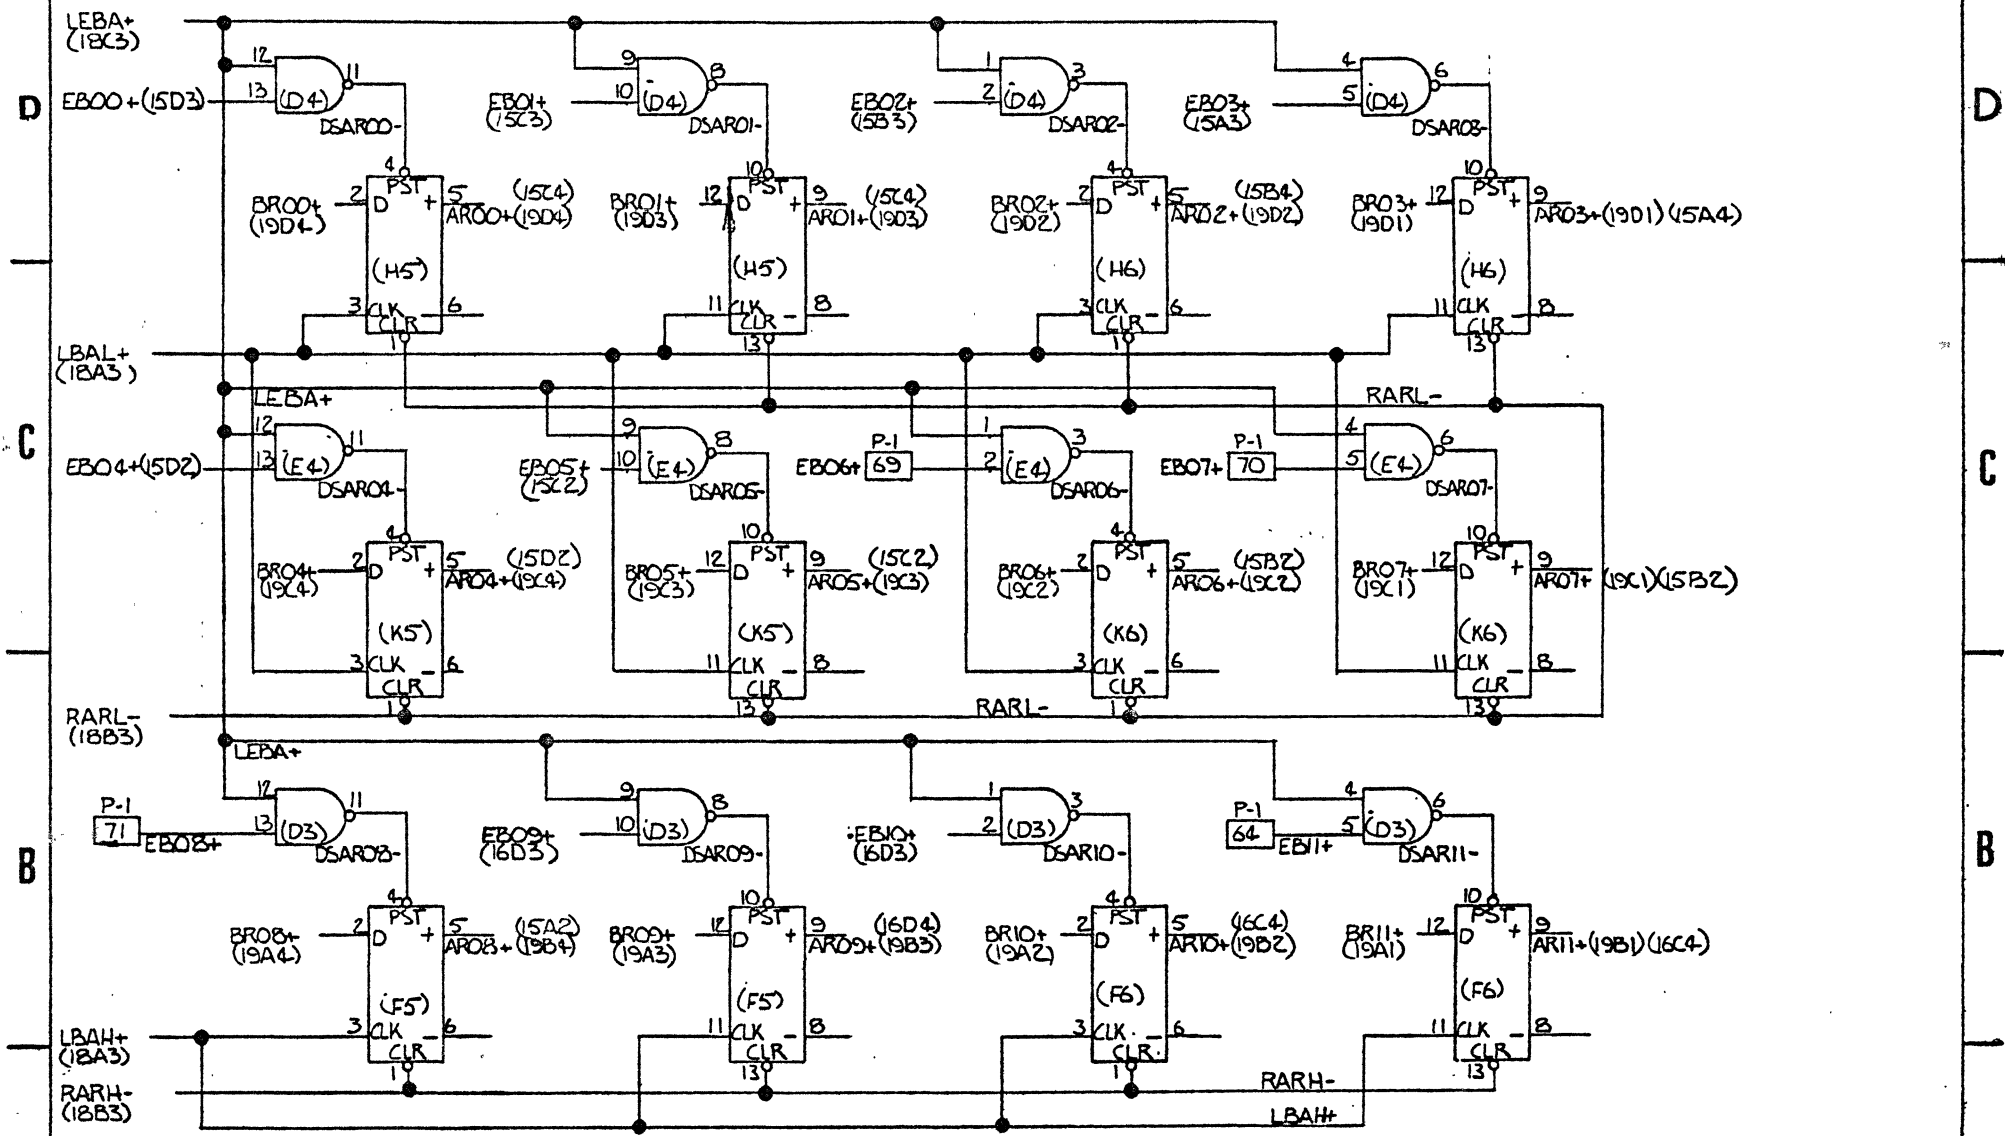 LEBA+
(18C3)
12
11
13
(D4)
EB00+(15D3)
DSAR00-
9
8
10
(D4)
EB01+
(15C3)
DSAR01-
1
3
2
(D4)
EB02+
(15B3)
DSAR02-
4
6
5
(D4)
EB03+
(15A3)
DSAR03-
D
D
4
PST
BR00+
(19D4)
2
D
+
5
(15C4)
AR00+(19D4)
(H5)
3
CLK
CLR
-
6
1
10
PST
BR01+
(19D3)
12
D
+
9
(15C4)
AR01+(19D3)
(H5)
11
CLK
CLR
-
8
13
4
PST
BR02+
(19D2)
2
D
+
5
(15B4)
AR02+(19D2)
(H6)
3
CLK
CLR
-
6
1
10
PST
BR03+
(19D1)
12
D
+
9
AR03+(19D1)(15A4)
(H6)
11
CLK
CLR
-
8
13
LBAL+
(18A3)
LEBA+
RARL-
C
C
12
11
13
(E4)
EB04+(15D2)
DSAR04-
9
8
10
(E4)
EB05+
(15C2)
DSAR05-
P-1
EB06+
69
1
3
2
(E4)
DSAR06-
P-1
EB07+
70
4
6
5
(E4)
DSAR07-
4
PST
BR04+
(19C4)
2
D
+
5
(15D2)
AR04+(19C4)
(K5)
3
CLK
-
6
CLR
1
10
PST
BR05+
(19C3)
12
D
+
9
(15C2)
AR05+(19C3)
(K5)
11
CLK
-
8
CLR
13
4
PST
BR06+
(19C2)
2
D
+
5
(15B2)
AR06+(19C2)
(K6)
3
CLK
-
6
CLR
1
10
PST
BR07+
(19C1)
12
D
+
9
AR07+ (19C1)(15B2)
(K6)
11
CLK
-
8
CLR
13
RARL-
(18B3)
RARL-
LEBA+
B
B
P-1
71
EB08+
12
11
13
(D3)
DSAR08-
9
8
10
(D3)
EB09+
(16D3)
DSAR09-
1
3
2
(D3)
EB10+
(16D3)
DSAR10-
P-1
64
EB11+
4
6
5
(D3)
DSAR11-
4
PST
BR08+
(19A4)
2
D
+
5
(15A2)
AR08+(19B4)
(F5)
3
CLK
-
6
CLR
1
10
PST
BR09+
(19A3)
12
D
+
9
(16D4)
AR09+(19B3)
(F5)
11
CLK
-
8
CLR
13
4
PST
BR10+
(19A2)
2
D
+
5
(16C4)
AR10+(19B2)
(F6)
3
CLK
-
6
CLR
1
10
PST
BR11+
(19A1)
12
D
+
9
AR11+(19B1)(16C4)
(F6)
11
CLK
-
8
CLR
13
LBAH+
(18A3)
RARH-
(18B3)
RARH-
LBAH+